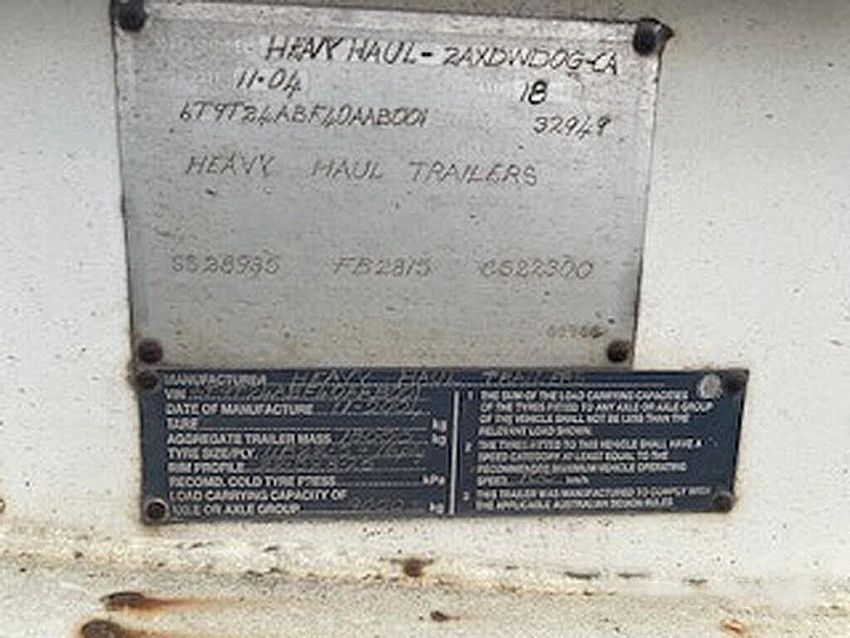 HEAVY HAUL - 2AXDWDOG-CA
11-04 18
6T9T24ABF40AAB001 32949
HEAVY HAUL TRAILERS
SS28935 FB2815 CS22300
MANUFACTURER HEAVY HAUL TRAILER
VIN
DATE OF MANUFACTURE
TARE kg
AGGREGATE TRAILER MASS kg
TYRE SIZE/PLY
RIM PROFILE
RECOMD. COLD TYRE PRESS kPa
LOAD CARRYING CAPACITY OF
AXLE OR AXLE GROUP kg
1 THE SUM OF THE LOAD CARRYING CAPACITIES
OF THE TYRES FITTED TO ANY AXLE OR AXLE GROUP
OF THE VEHICLE SHALL NOT BE LESS THAN THE
RELEVANT LOAD SHOWN.
2 THE TYRES FITTED TO THIS VEHICLE SHALL HAVE A
SPEED CATEGORY AT LEAST EQUAL TO THE
RECOMMENDED MAXIMUM VEHICLE OPERATING
SPEED 100 km/h
3 THIS TRAILER WAS MANUFACTURED TO COMPLY WITH
THE APPLICABLE AUSTRALIAN DESIGN RULES.